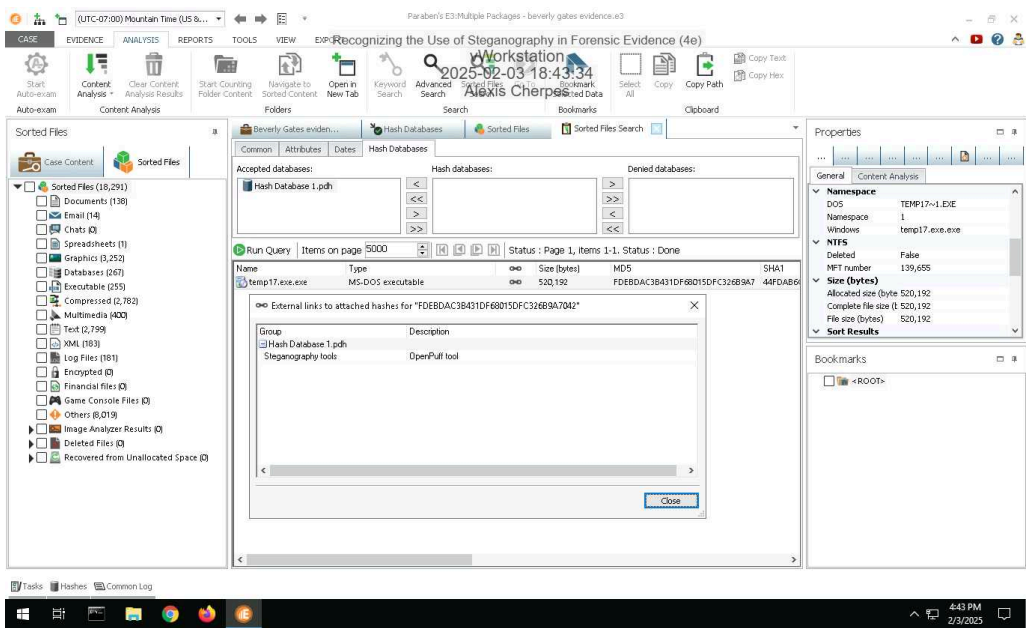 (UTC-07:00) Mountain Time (US &...
Paraben's E3:Multiple Packages - beverly gates evidence.e3
Recognizing the Use of Steganography in Forensic Evidence (4e)
vWorkstation
2025-02-03 18:43:34
Alexis Cherpes
CASE EVIDENCE ANALYSIS REPORTS TOOLS VIEW
Start Auto-exam
Content Analysis
Clear Content Analysis Results
Start Counting Folder Content
Navigate to Sorted Content
Open in New Tab
Keyword Search
Advanced Search
Sorted Files
Bookmark Selected Data
Select All
Copy
Copy Path
Copy Text
Copy Hex
Auto-exam Content Analysis Folders Search Bookmarks Clipboard
Sorted Files
Case Content Sorted Files
Sorted Files (18,291)
Documents (138)
Email (14)
Chats (0)
Spreadsheets (1)
Graphics (3,252)
Databases (267)
Executable (255)
Compressed (2,782)
Multimedia (400)
Text (2,799)
XML (183)
Log Files (181)
Encrypted (0)
Financial files (0)
Game Console Files (0)
Others (8,019)
Image Analyzer Results (0)
Deleted Files (0)
Recovered from Unallocated Space (0)
Beverly Gates eviden... Hash Databases Sorted Files Sorted Files Search
Common Attributes Dates Hash Databases
Accepted databases: Hash databases: Denied databases:
Hash Database 1.pdh
< >
<< >>
> <
>> <<
Run Query Items on page 5000 Status : Page 1, items 1-1. Status : Done
Name Type Size (bytes) MD5 SHA1
temp17.exe.exe MS-DOS executable 520,192 FDEBDAC3B431DF68015DFC326B9A7 44FDAB6
External links to attached hashes for "FDEBDAC3B431DF68015DFC326B9A7042"
Group Description
Hash Database 1.pdh
Steganography tools OpenPuff tool
Close
Properties
... ... ... ... ... ... ... ...
General Content Analysis
Namespace
DOS TEMP17~1.EXE
Namespace 1
Windows temp17.exe.exe
NTFS
Deleted False
MFT number 139,655
Size (bytes)
Allocated size (byte 520,192
Complete file size (t 520,192
File size (bytes) 520,192
Sort Results
Bookmarks
<ROOT>
Tasks Hashes Common Log
4:43 PM
2/3/2025